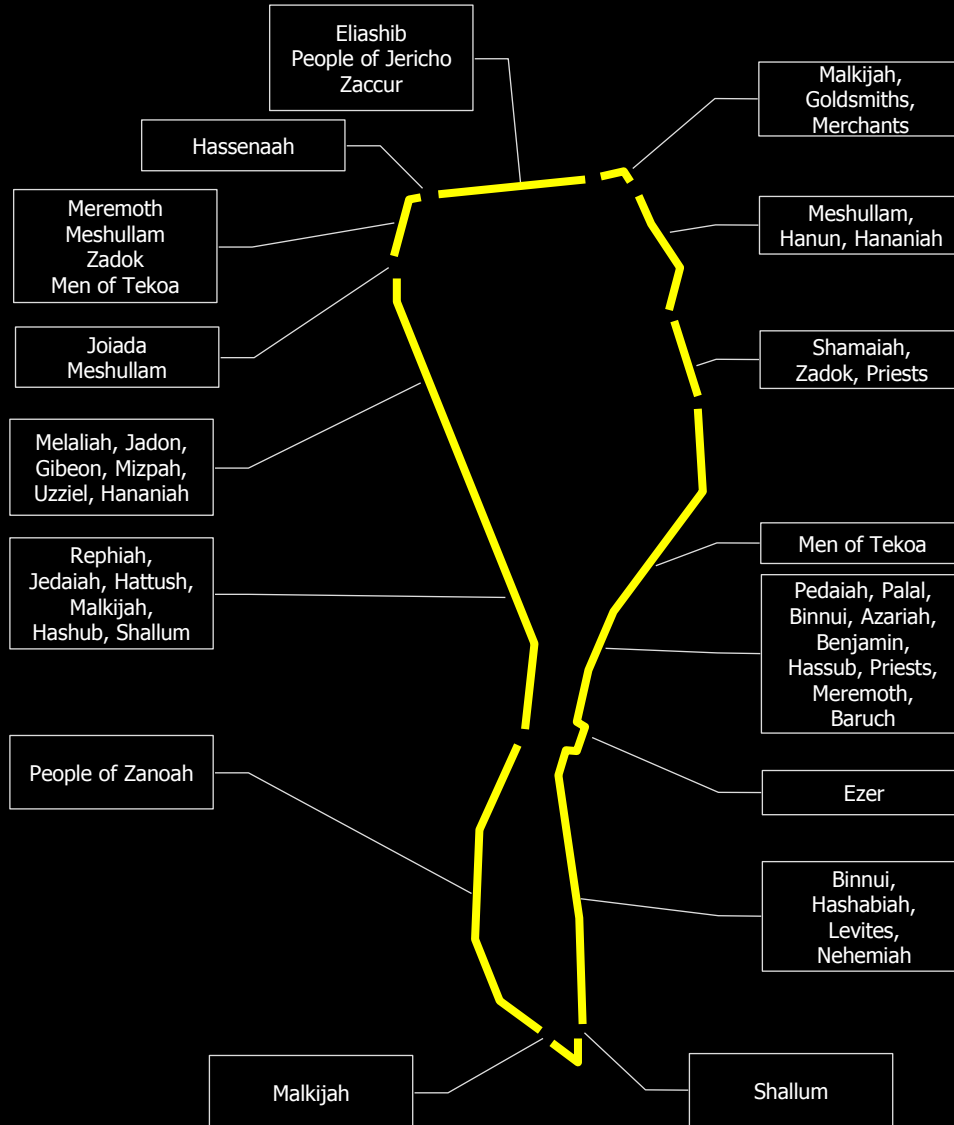 Eliashib
People of Jericho
Zaccur
Malkijah,
Goldsmiths,
Merchants
Hassenaah
Meremoth
Meshullam
Zadok
Men of Tekoa
Meshullam,
Hanun, Hananiah
Joiada
Meshullam
Shamaiah,
Zadok, Priests
Melaliah, Jadon,
Gibeon, Mizpah,
Uzziel, Hananiah
Men of Tekoa
Rephiah,
Jedaiah, Hattush,
Malkijah,
Hashub, Shallum
Pedaiah, Palal,
Binnui, Azariah,
Benjamin,
Hassub, Priests,
Meremoth,
Baruch
People of Zanoah
Ezer
Binnui,
Hashabiah,
Levites,
Nehemiah
Malkijah
Shallum